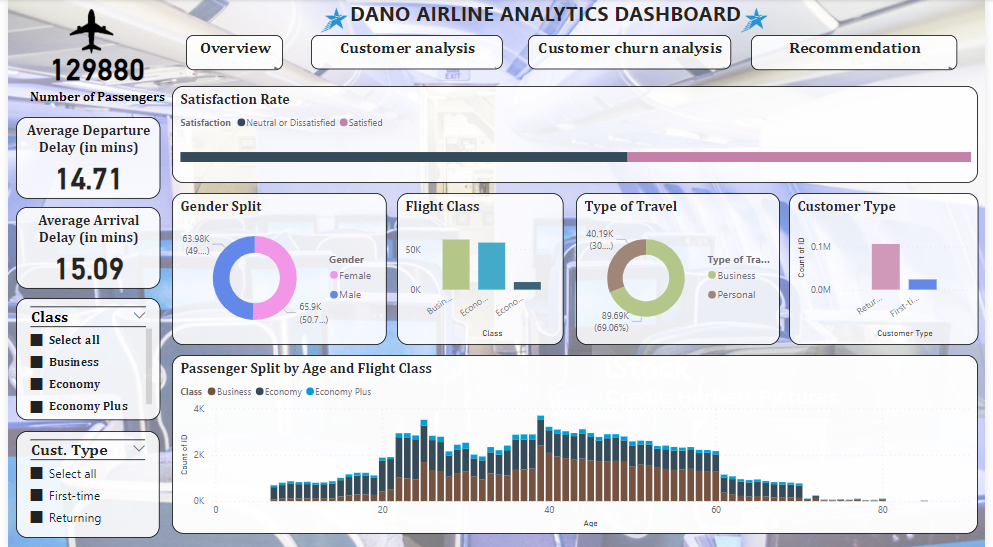 DANO AIRLINE ANALYTICS DASHBOARD
Overview
Customer analysis
Customer churn analysis
Recommendation
129880
Number of Passengers
Average Departure
Delay (in mins)
14.71
Average Arrival
Delay (in mins)
15.09
Class
Select all
Business
Economy
Economy Plus
Cust. Type
Select all
First-time
Returning
Satisfaction Rate
Satisfaction
Neutral or Dissatisfied
Satisfied
Gender Split
63.98K
(49....)
Gender
Female
Male
65.9K
(50.7...)
Flight Class
50K
0K
Busin...
Econo...
Econo...
Class
Type of Travel
40.19K
(30....)
Type of Tra...
Business
Personal
89.69K
(69.06%)
Customer Type
Count of ID
0.1M
0.0M
Retur...
First-ti...
Customer Type
Passenger Split by Age and Flight Class
Class
Business
Economy
Economy Plus
Count of ID
4K
2K
0K
0
20
40
60
80
Age
EXIT